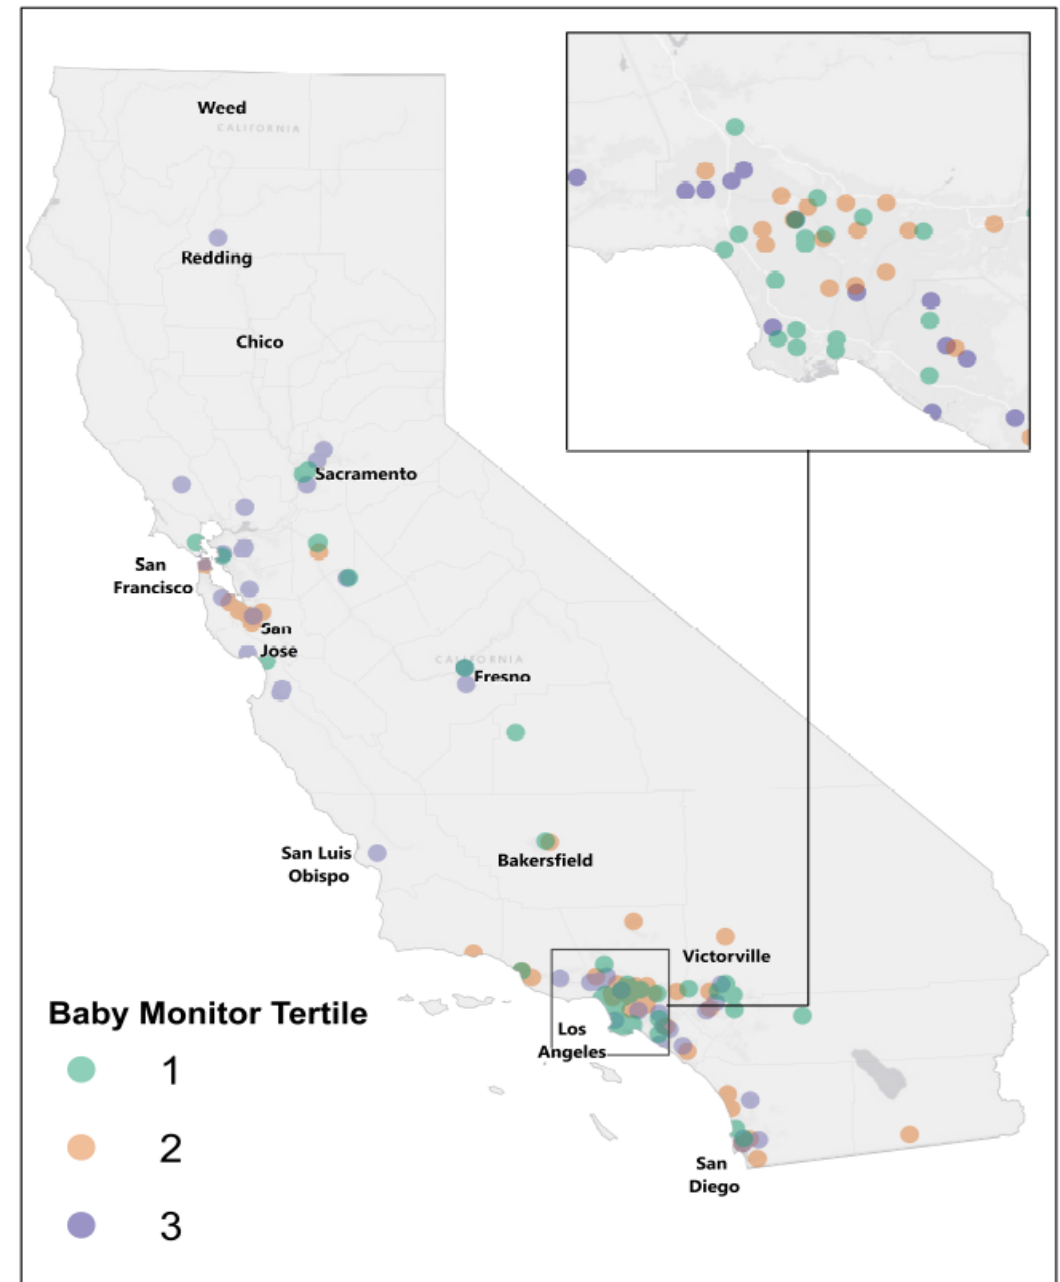 Weed
CALIFORNIA
Redding
Chico
Sacramento
San
Francisco
San
José
CALIFORNIA
Fresno
San Luis
Obispo
Bakersfield
Victorville
Los
Angeles
San
Diego
Baby Monitor Tertile
1
2
3